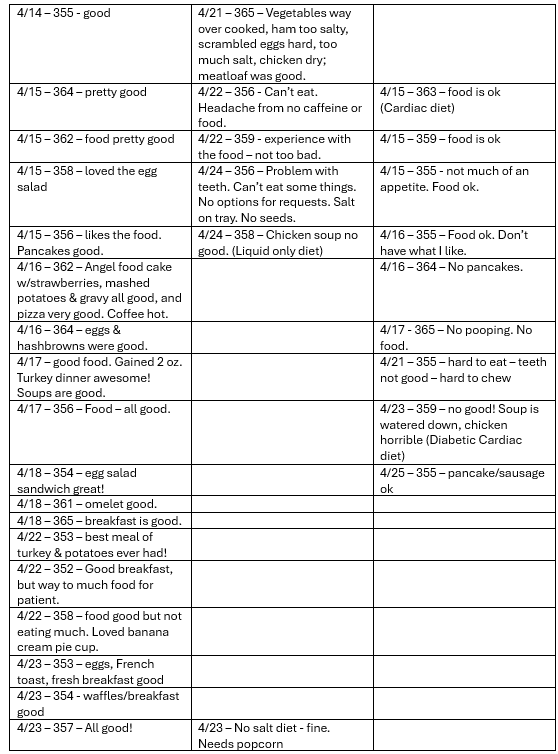 4/14 – 355 - good
4/21 – 365 – Vegetables way
over cooked, ham too salty,
scrambled eggs hard, too
much salt, chicken dry;
meatloaf was good.
4/15 – 364 – pretty good
4/22 – 356 - Can't eat.
Headache from no caffeine or
food.
4/15 – 363 – food is ok
(Cardiac diet)
4/15 – 362 – food pretty good
4/22 – 359 - experience with
the food – not too bad.
4/15 – 359 – food is ok
4/15 – 358 – loved the egg
salad
4/24 – 356 – Problem with
teeth. Can't eat some things.
No options for requests. Salt
on tray. No seeds.
4/15 – 355 - not much of an
appetite. Food ok.
4/15 – 356 – likes the food.
Pancakes good.
4/24 – 358 – Chicken soup no
good. (Liquid only diet)
4/16 – 355 – Food ok. Don't
have what I like.
4/16 – 362 – Angel food cake
w/strawberries, mashed
potatoes & gravy all good, and
pizza very good. Coffee hot.
4/16 – 364 – No pancakes.
4/16 – 364 – eggs &
hashbrowns were good.
4/17 - 365 – No pooping. No
food.
4/17 – good food. Gained 2 oz.
Turkey dinner awesome!
Soups are good.
4/21 – 355 – hard to eat – teeth
not good – hard to chew
4/17 – 356 – Food – all good.
4/23 – 359 – no good! Soup is
watered down, chicken
horrible (Diabetic Cardiac
diet)
4/18 – 354 – egg salad
sandwich great!
4/25 – 355 – pancake/sausage
ok
4/18 – 361 – omelet good.
4/18 – 365 – breakfast is good.
4/22 – 353 – best meal of
turkey & potatoes ever had!
4/22 – 352 – Good breakfast,
but way to much food for
patient.
4/22 – 358 – food good but not
eating much. Loved banana
cream pie cup.
4/23 – 353 – eggs, French
toast, fresh breakfast good
4/23 – 354 - waffles/breakfast
good
4/23 – 357 – All good!
4/23 – No salt diet - fine.
Needs popcorn